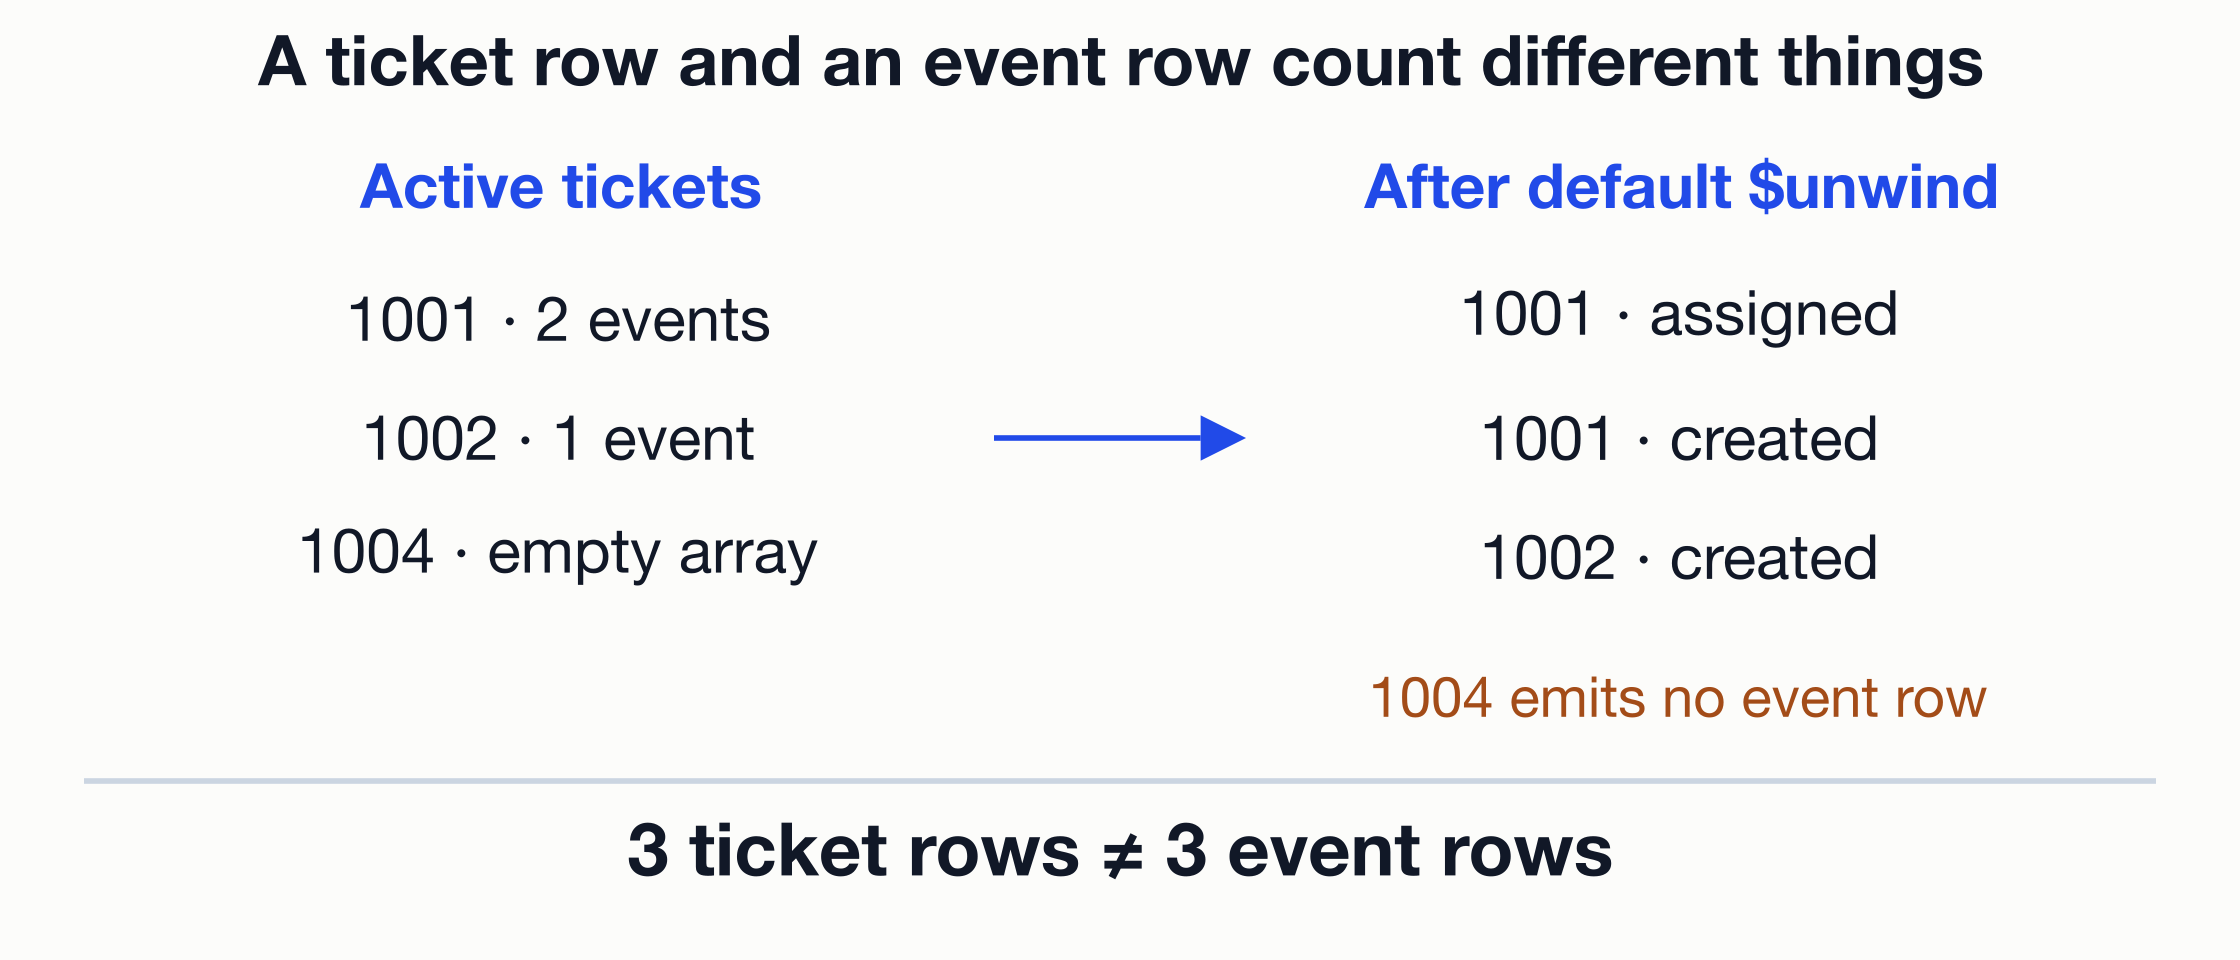 A ticket row and an event row count different things
Active tickets
1001 · 2 events
1002 · 1 event
1004 · empty array
After default $unwind
1001 · assigned
1001 · created
1002 · created
1004 emits no event row
3 ticket rows ≠ 3 event rows